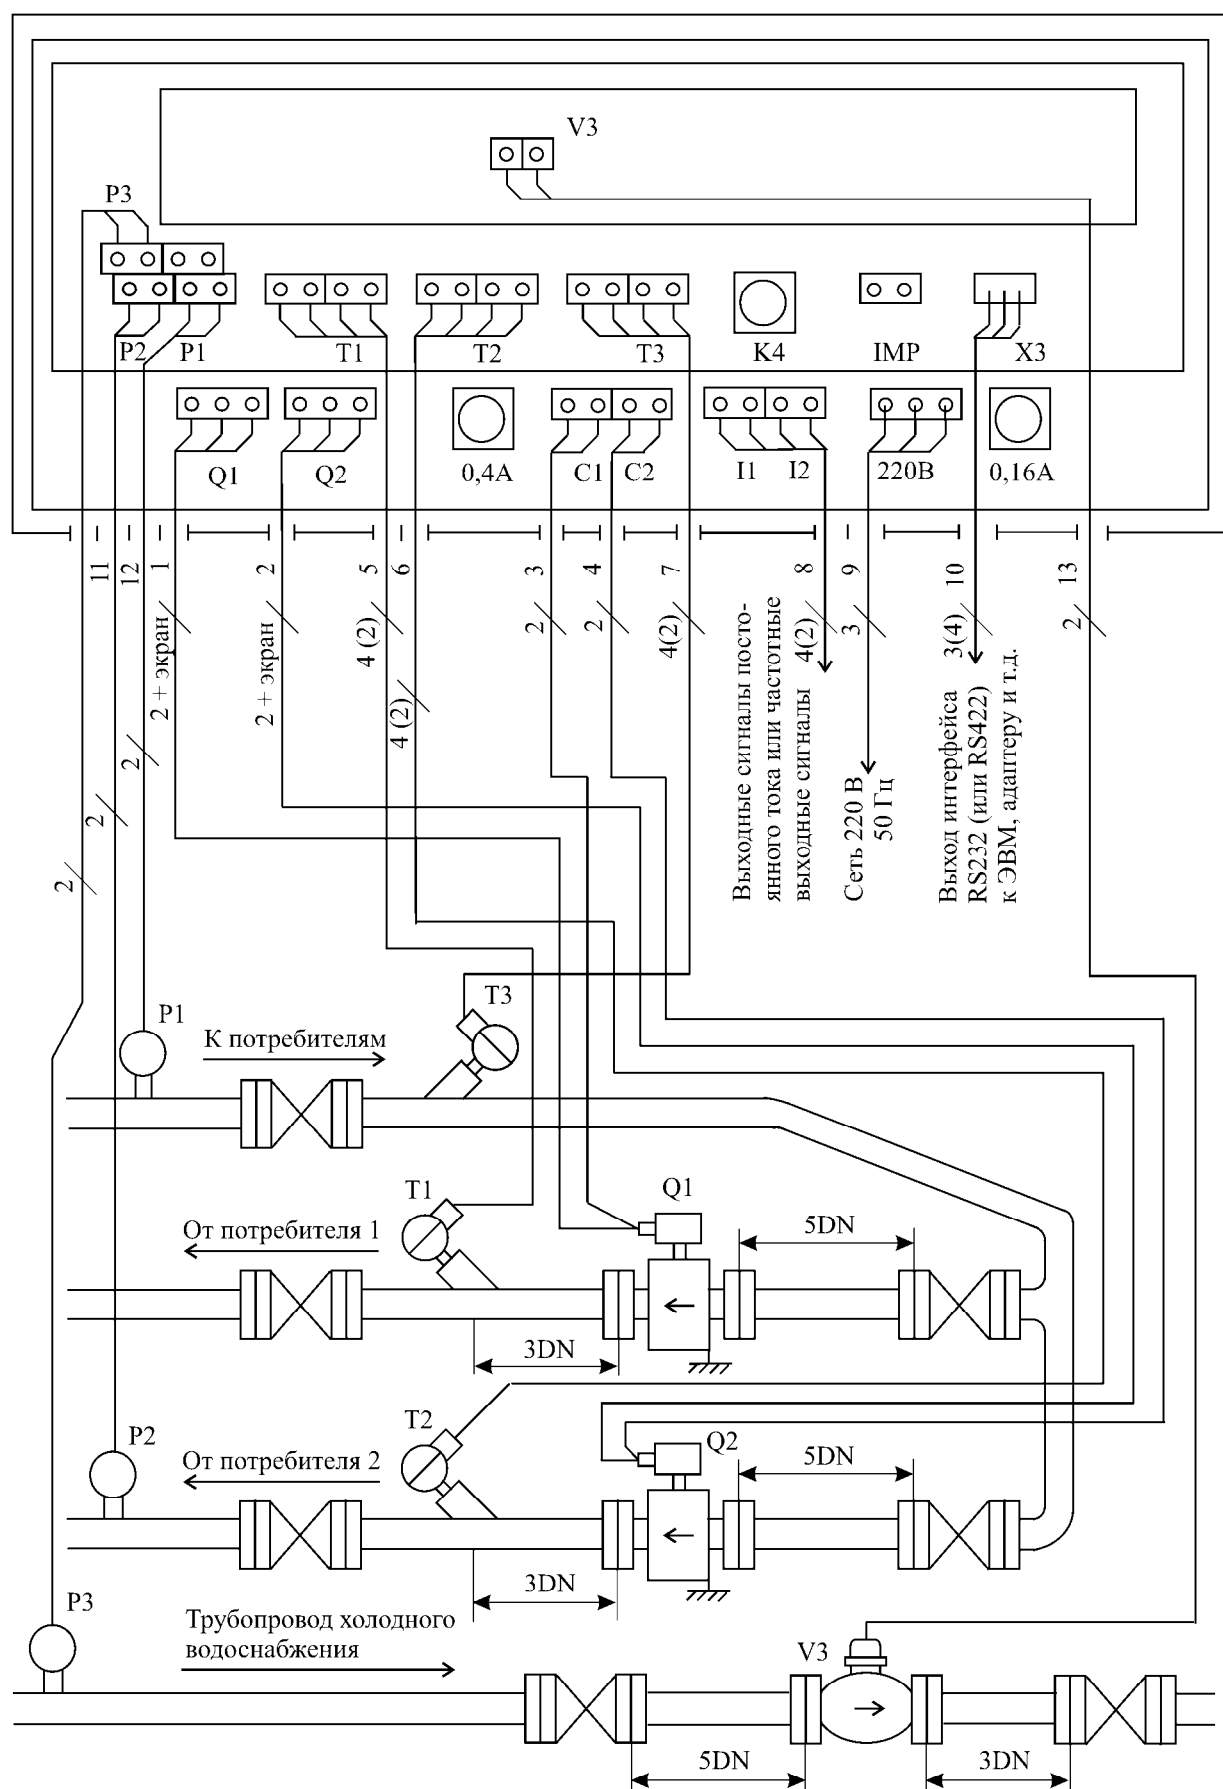 V3
P3
P2
P1
T1
T2
T3
K4
IMP
X3
Q1
Q2
0,4А
C1
C2
I1
I2
220В
0,16А
11
12
1
2
5
6
3
4
7
8
9
10
13
2 + экран
2 + экран
4 (2)
4 (2)
2
2
4(2)
4(2)
3
3(4)
2
2
2
2
Выходные сигналы посто-
янного тока или частотные
выходные сигналы
Сеть 220 В
50 Гц
Выход интерфейса
RS232 (или RS422)
к ЭВМ, адаптеру и т.д.
P1
К потребителям
T3
T1
От потребителя 1
Q1
5DN
3DN
P2
T2
От потребителя 2
Q2
5DN
3DN
P3
Трубопровод холодного
водоснабжения
V3
5DN
3DN